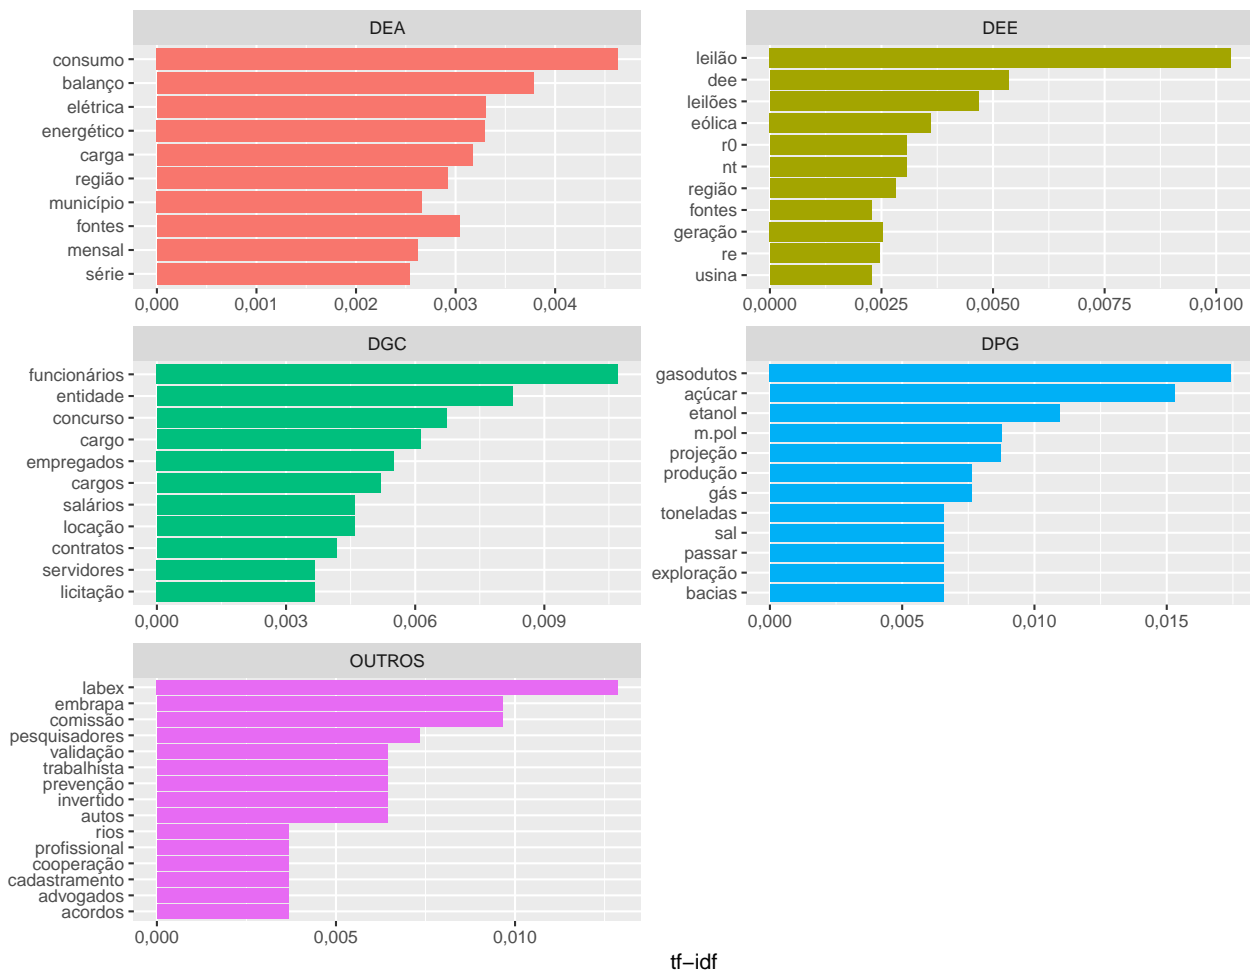 DEA
consumo
balanço
elétrica
energético
carga
região
município
fontes
mensal
série
0,000 0,001 0,002 0,003 0,004
DEE
leilão
dee
leilões
eólica
r0
nt
região
fontes
geração
re
usina
0,0000 0,0025 0,0050 0,0075 0,0100
DGC
funcionários
entidade
concurso
cargo
empregados
cargos
salários
locação
contratos
servidores
licitação
0,000 0,003 0,006 0,009
DPG
gasodutos
açúcar
etanol
m.pol
projeção
produção
gás
toneladas
sal
passar
exploração
bacias
0,000 0,005 0,010 0,015
OUTROS
labex
embrapa
comissão
pesquisadores
validação
trabalhista
prevenção
invertido
autos
rios
profissional
cooperação
cadastramento
advogados
acordos
0,000 0,005 0,010
tf−idf